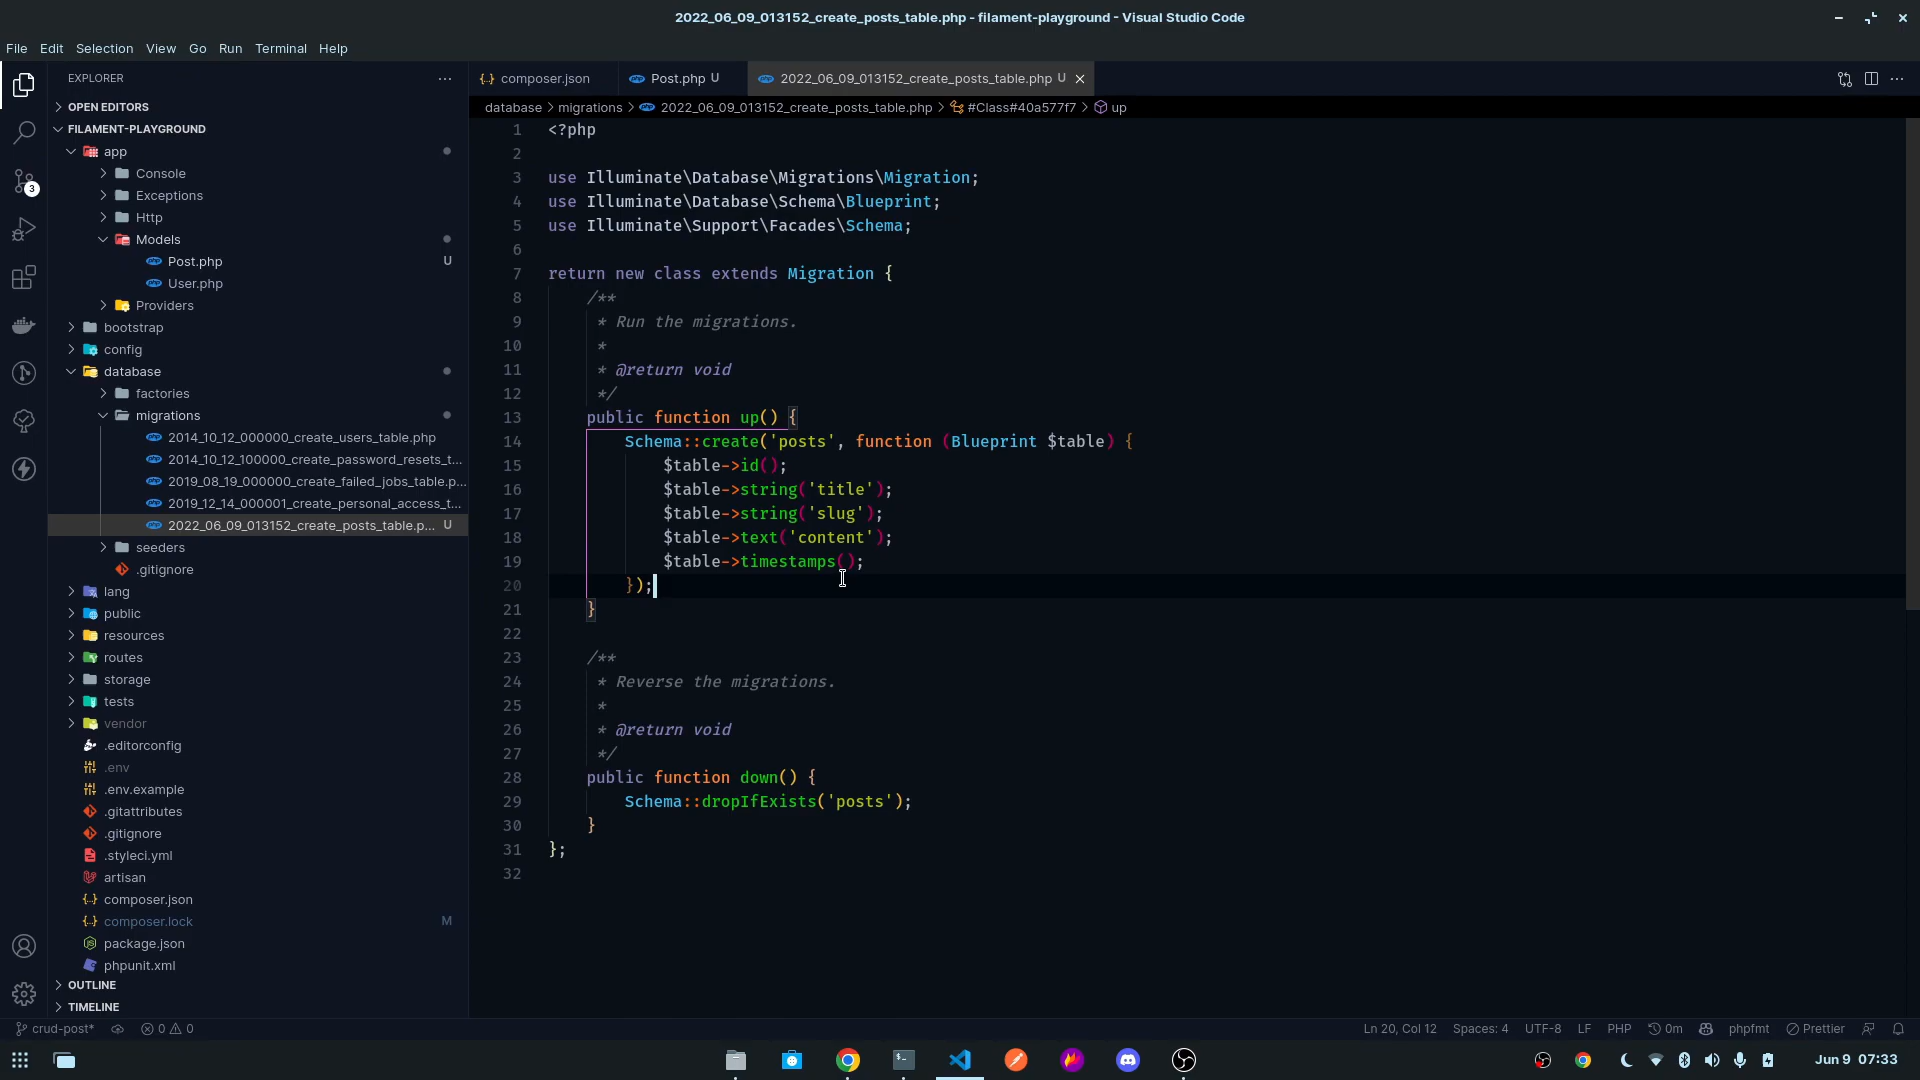 2022_06_09_013152_create_posts_table.php - filament-playground - Visual Studio Code
File Edit Selection View Go Run Terminal Help
EXPLORER
OPEN EDITORS
FILAMENT-PLAYGROUND
app
Console
Exceptions
Http
Models
Post.php U
User.php
Providers
bootstrap
config
database
factories
migrations
2014_10_12_000000_create_users_table.php
2014_10_12_100000_create_password_resets_t...
2019_08_19_000000_create_failed_jobs_table.p...
2019_12_14_000001_create_personal_access_t...
2022_06_09_013152_create_posts_table.p... U
seeders
.gitignore
lang
public
resources
routes
storage
tests
vendor
.editorconfig
.env
.env.example
.gitattributes
.gitignore
.styleci.yml
artisan
composer.json
composer.lock M
package.json
phpunit.xml
OUTLINE
TIMELINE
3
composer.json Post.php U 2022_06_09_013152_create_posts_table.php U
database > migrations > 2022_06_09_013152_create_posts_table.php > #Class#40a577f7 > up
1 <?php
2
3 use Illuminate\Database\Migrations\Migration;
4 use Illuminate\Database\Schema\Blueprint;
5 use Illuminate\Support\Facades\Schema;
6
7 return new class extends Migration {
8 /**
9 * Run the migrations.
10 *
11 * @return void
12 */
13 public function up() {
14 Schema::create('posts', function (Blueprint $table) {
15 $table->id();
16 $table->string('title');
17 $table->string('slug');
18 $table->text('content');
19 $table->timestamps();
20 });
21 }
22
23 /**
24 * Reverse the migrations.
25 *
26 * @return void
27 */
28 public function down() {
29 Schema::dropIfExists('posts');
30 }
31 };
32
crud-post* 0 0 Ln 20, Col 12 Spaces: 4 UTF-8 LF PHP 0m phpfmt Prettier
Jun 9 07:33